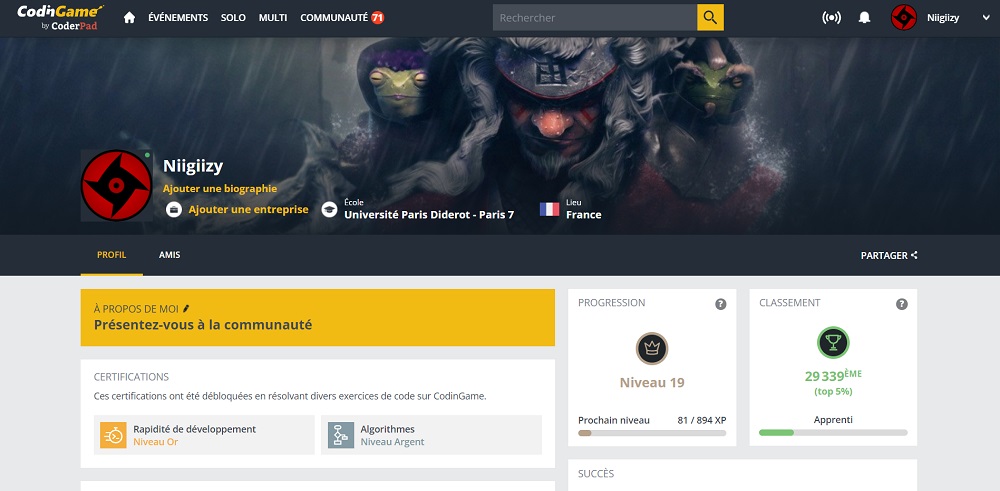 CodinGame
by CoderPad
ÉVÉNEMENTS SOLO MULTI COMMUNAUTÉ 71
Rechercher
Niigiizy
Niigiizy
Ajouter une biographie
Ajouter une entreprise
École
Université Paris Diderot - Paris 7
Lieu
France
PROFIL AMIS
PARTAGER
À PROPOS DE MOI
Présentez-vous à la communauté
CERTIFICATIONS
Ces certifications ont été débloquées en résolvant divers exercices de code sur CodinGame.
Rapidité de développement
Niveau Or
Algorithmes
Niveau Argent
PROGRESSION ?
Niveau 19
Prochain niveau 81 / 894 XP
CLASSEMENT ?
29 339ÈME
(top 5%)
Apprenti
SUCCÈS